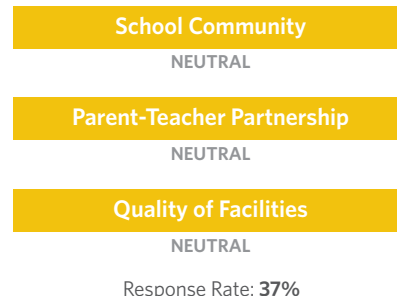 School Community
NEUTRAL
Parent-Teacher Partnership
NEUTRAL
Quality of Facilities
NEUTRAL
Response Rate: 37%